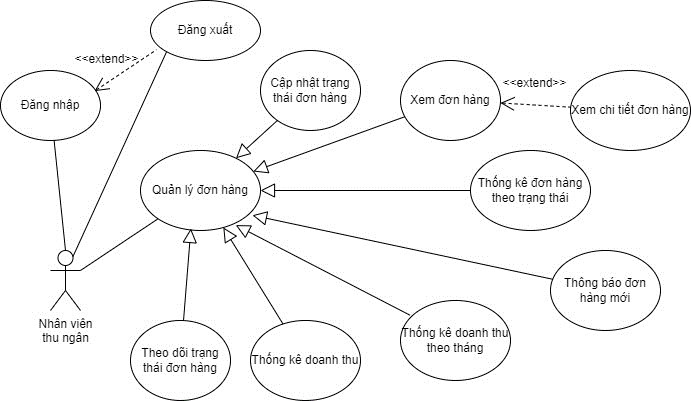 Đăng xuất
<<extend>>
Đăng nhập
Cập nhật trạng
thái đơn hàng
Xem đơn hàng
<<extend>>
Xem chi tiết đơn hàng
Quản lý đơn hàng
Thống kê đơn hàng
theo trạng thái
Thông báo đơn
hàng mới
Nhân viên
thu ngân
Theo dõi trạng
thái đơn hàng
Thống kê doanh thu
Thống kê doanh thu
theo tháng